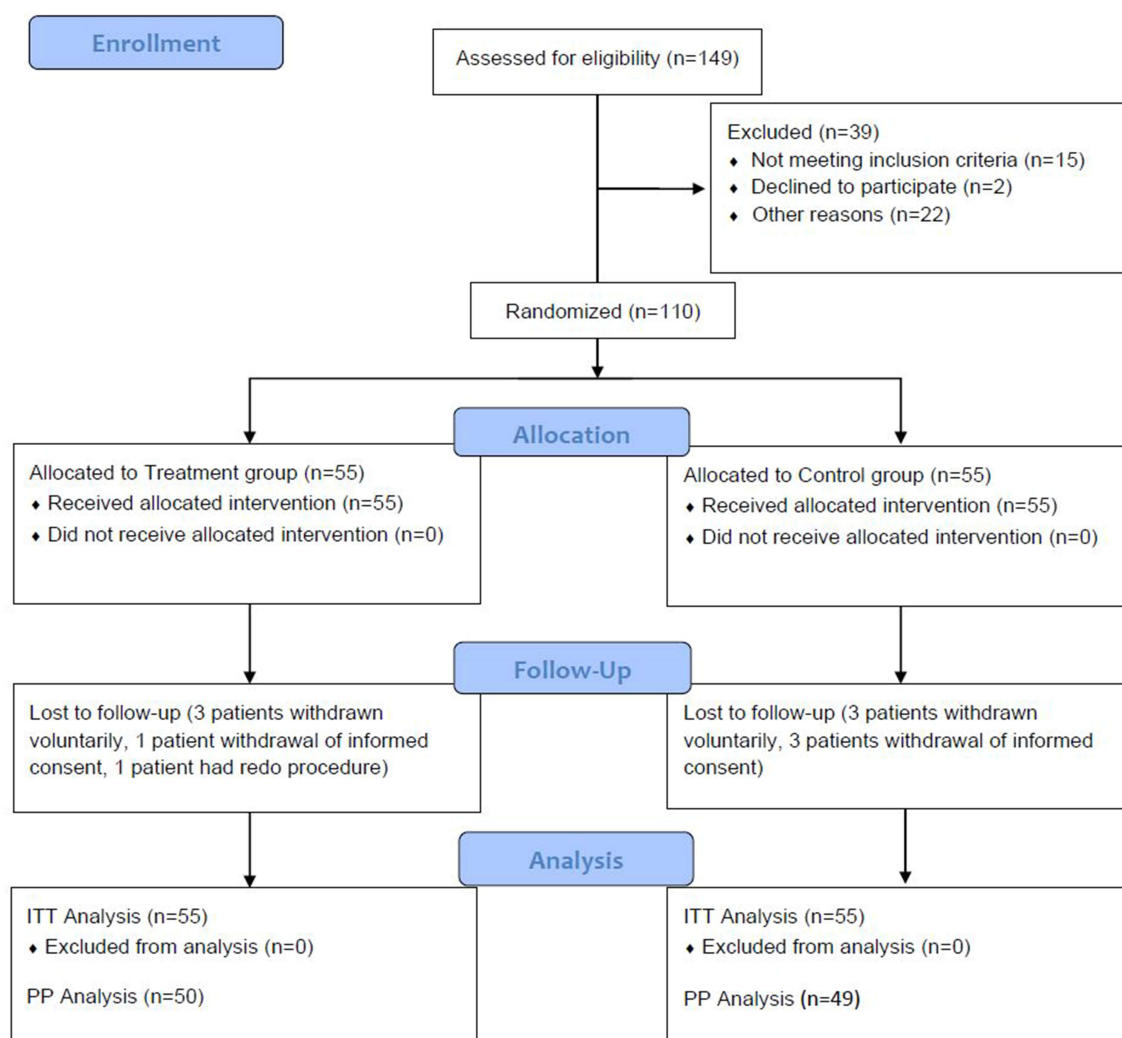 Enrollment
Assessed for eligibility (n=149)
Excluded (n=39)
♦ Not meeting inclusion criteria (n=15)
♦ Declined to participate (n=2)
♦ Other reasons (n=22)
Randomized (n=110)
Allocation
Allocated to Treatment group (n=55)
♦ Received allocated intervention (n=55)
♦ Did not receive allocated intervention (n=0)
Allocated to Control group (n=55)
♦ Received allocated intervention (n=55)
♦ Did not receive allocated intervention (n=0)
Follow-Up
Lost to follow-up (3 patients withdrawn
voluntarily, 1 patient withdrawal of informed
consent, 1 patient had redo procedure)
Lost to follow-up (3 patients withdrawn
voluntarily, 3 patients withdrawal of informed
consent)
Analysis
ITT Analysis (n=55)
♦ Excluded from analysis (n=0)
PP Analysis (n=50)
ITT Analysis (n=55)
♦ Excluded from analysis (n=0)
PP Analysis (n=49)